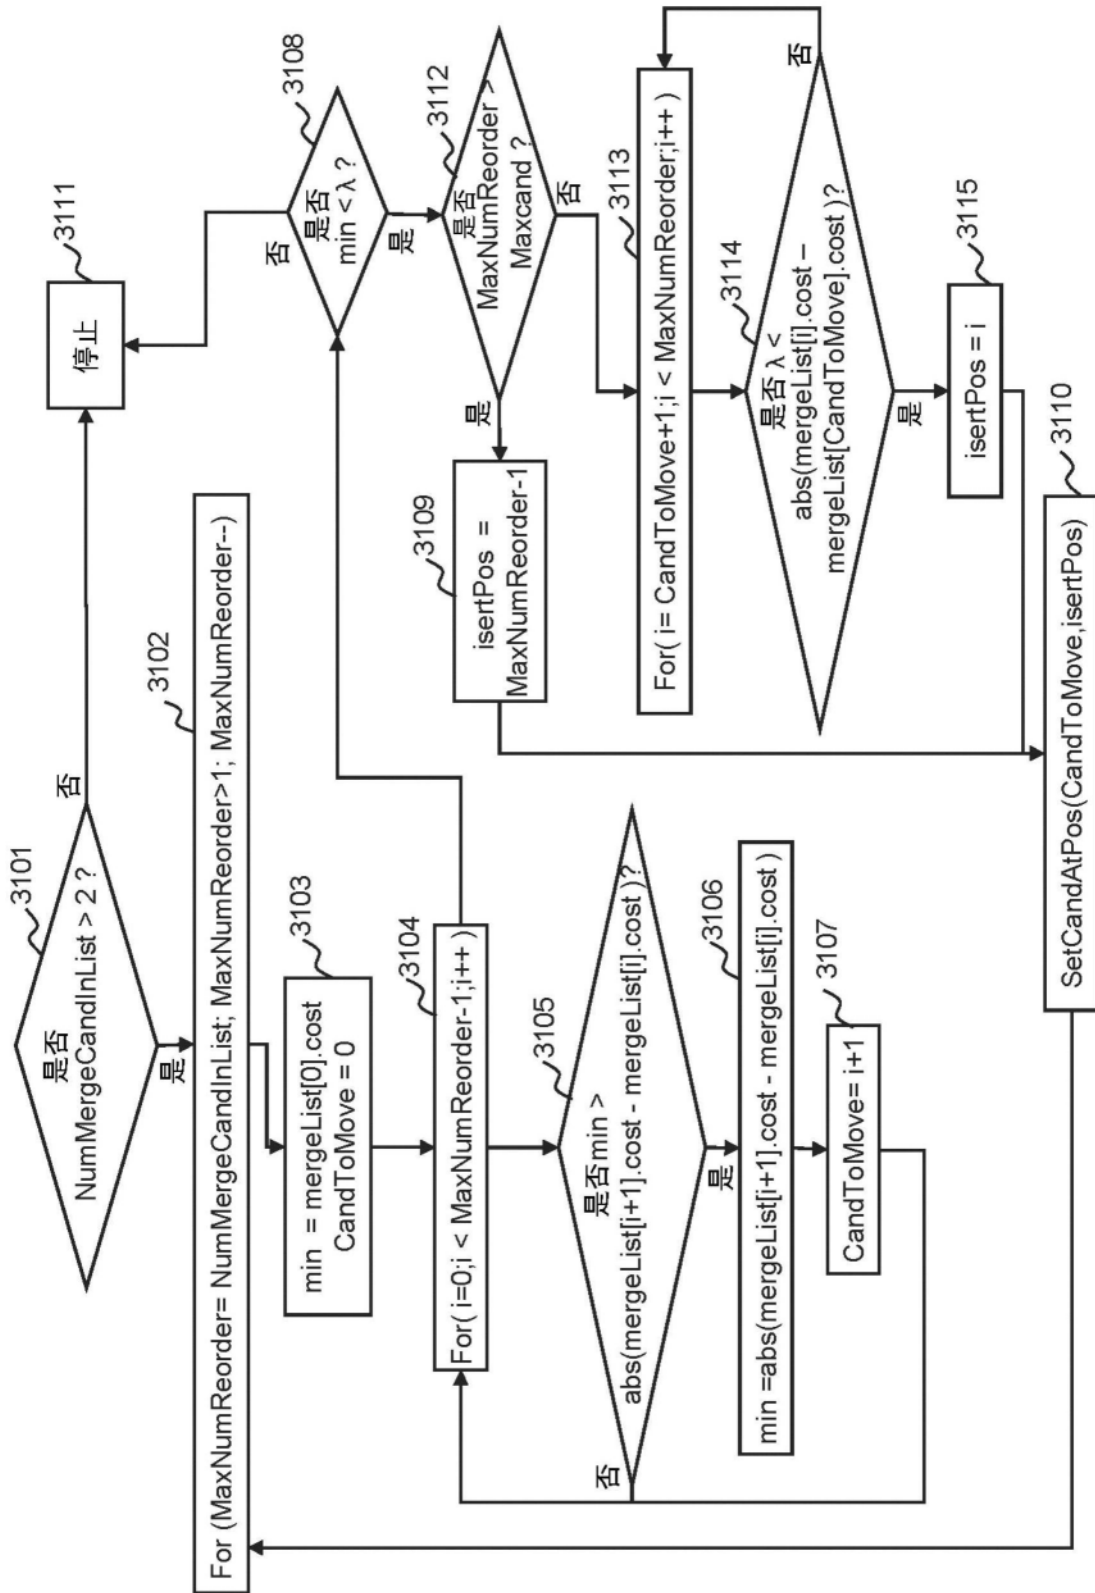 3101
是否
NumMergeCandInList > 2 ?
是
否
3111
停止
3102
For (MaxNumReorder= NumMergeCandInList; MaxNumReorder>1; MaxNumReorder--)
3103
min = mergeList[0].cost
CandToMove = 0
3104
For( i=0;i < MaxNumReorder-1;i++ )
3105
是否min >
abs(mergeList[i+1].cost - mergeList[i].cost )?
否
是
3106
min =abs(mergeList[i+1].cost - mergeList[i].cost )
3107
CandToMove= i+1
3108
是否
min < λ ?
否
是
3112
是否
MaxNumReorder >
Maxcand ?
是
否
3109
isertPos =
MaxNumReorder-1
3113
For( i= CandToMove+1;i < MaxNumReorder;i++ )
3114
是否 λ <
abs(mergeList[i].cost –
mergeList[CandToMove].cost )?
否
是
3115
isertPos = i
3110
SetCandAtPos(CandToMove,isertPos)